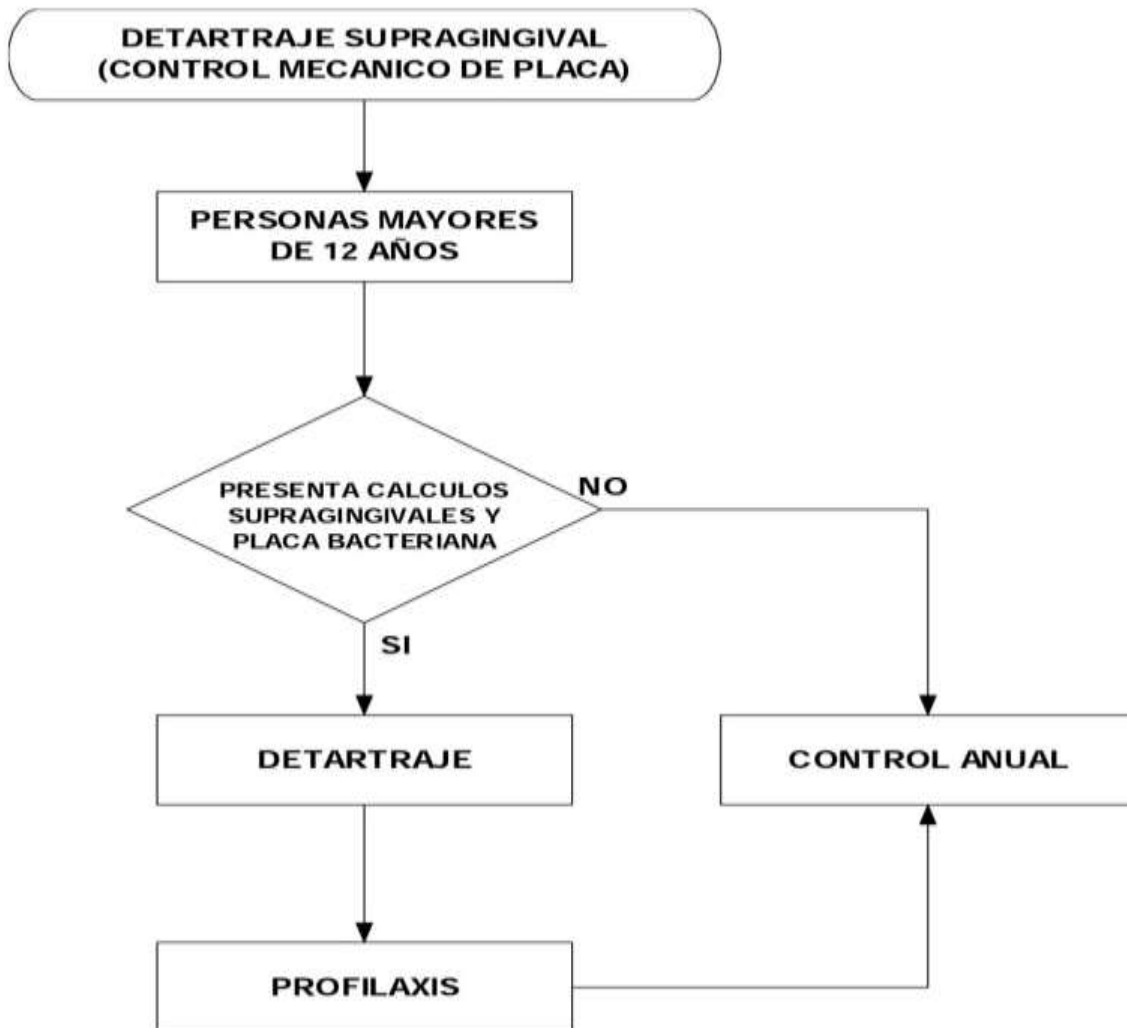 DETARTRAJE SUPRAGINGIVAL
(CONTROL MECANICO DE PLACA)
PERSONAS MAYORES
DE 12 AÑOS
PRESENTA CALCULOS
SUPRAGINGIVALES Y
PLACA BACTERIANA
NO
SI
DETARTRAJE
CONTROL ANUAL
PROFILAXIS